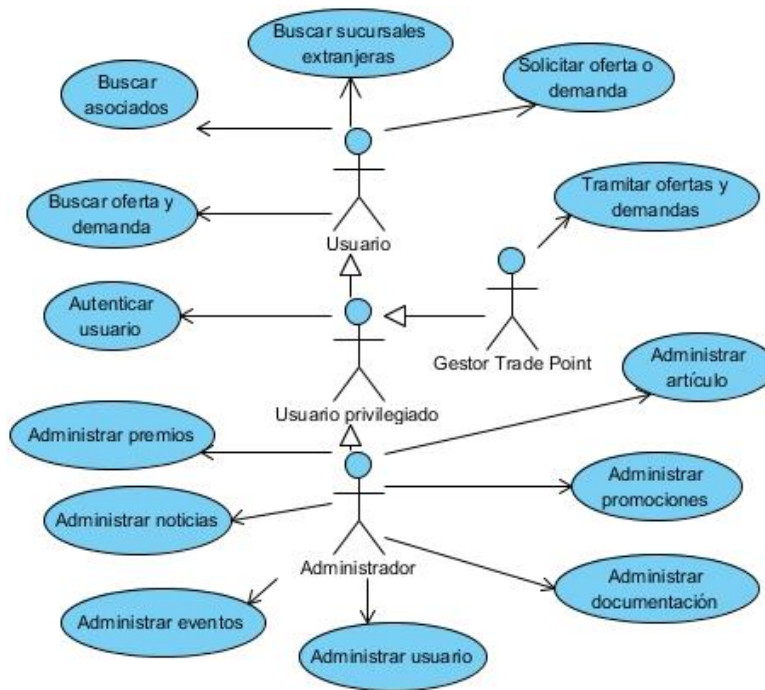 Buscar sucursales
extranjeras
Solicitar oferta o
demanda
Buscar
asociados
Buscar oferta y
demanda
Tramitar ofertas y
demandas
Usuario
Autenticar
usuario
Gestor Trade Point
Administrar
artículo
Usuario privilegiado
Administrar premios
Administrar
promociones
Administrar noticias
Administrador
Administrar
documentación
Administrar eventos
Administrar usuario